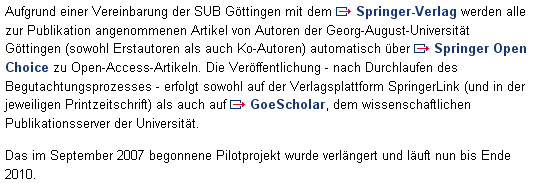 Aufgrund einer Vereinbarung der SUB Göttingen mit dem Springer-Verlag werden alle
zur Publikation angenommenen Artikel von Autoren der Georg-August-Universität
Göttingen (sowohl Erstautoren als auch Ko-Autoren) automatisch über Springer Open
Choice zu Open-Access-Artikeln. Die Veröffentlichung - nach Durchlaufen des
Begutachtungsprozesses - erfolgt sowohl auf der Verlagsplattform SpringerLink (und in der
jeweiligen Printzeitschrift) als auch auf GoeScholar, dem wissenschaftlichen
Publikationsserver der Universität.
Das im September 2007 begonnene Pilotprojekt wurde verlängert und läuft nun bis Ende
2010.